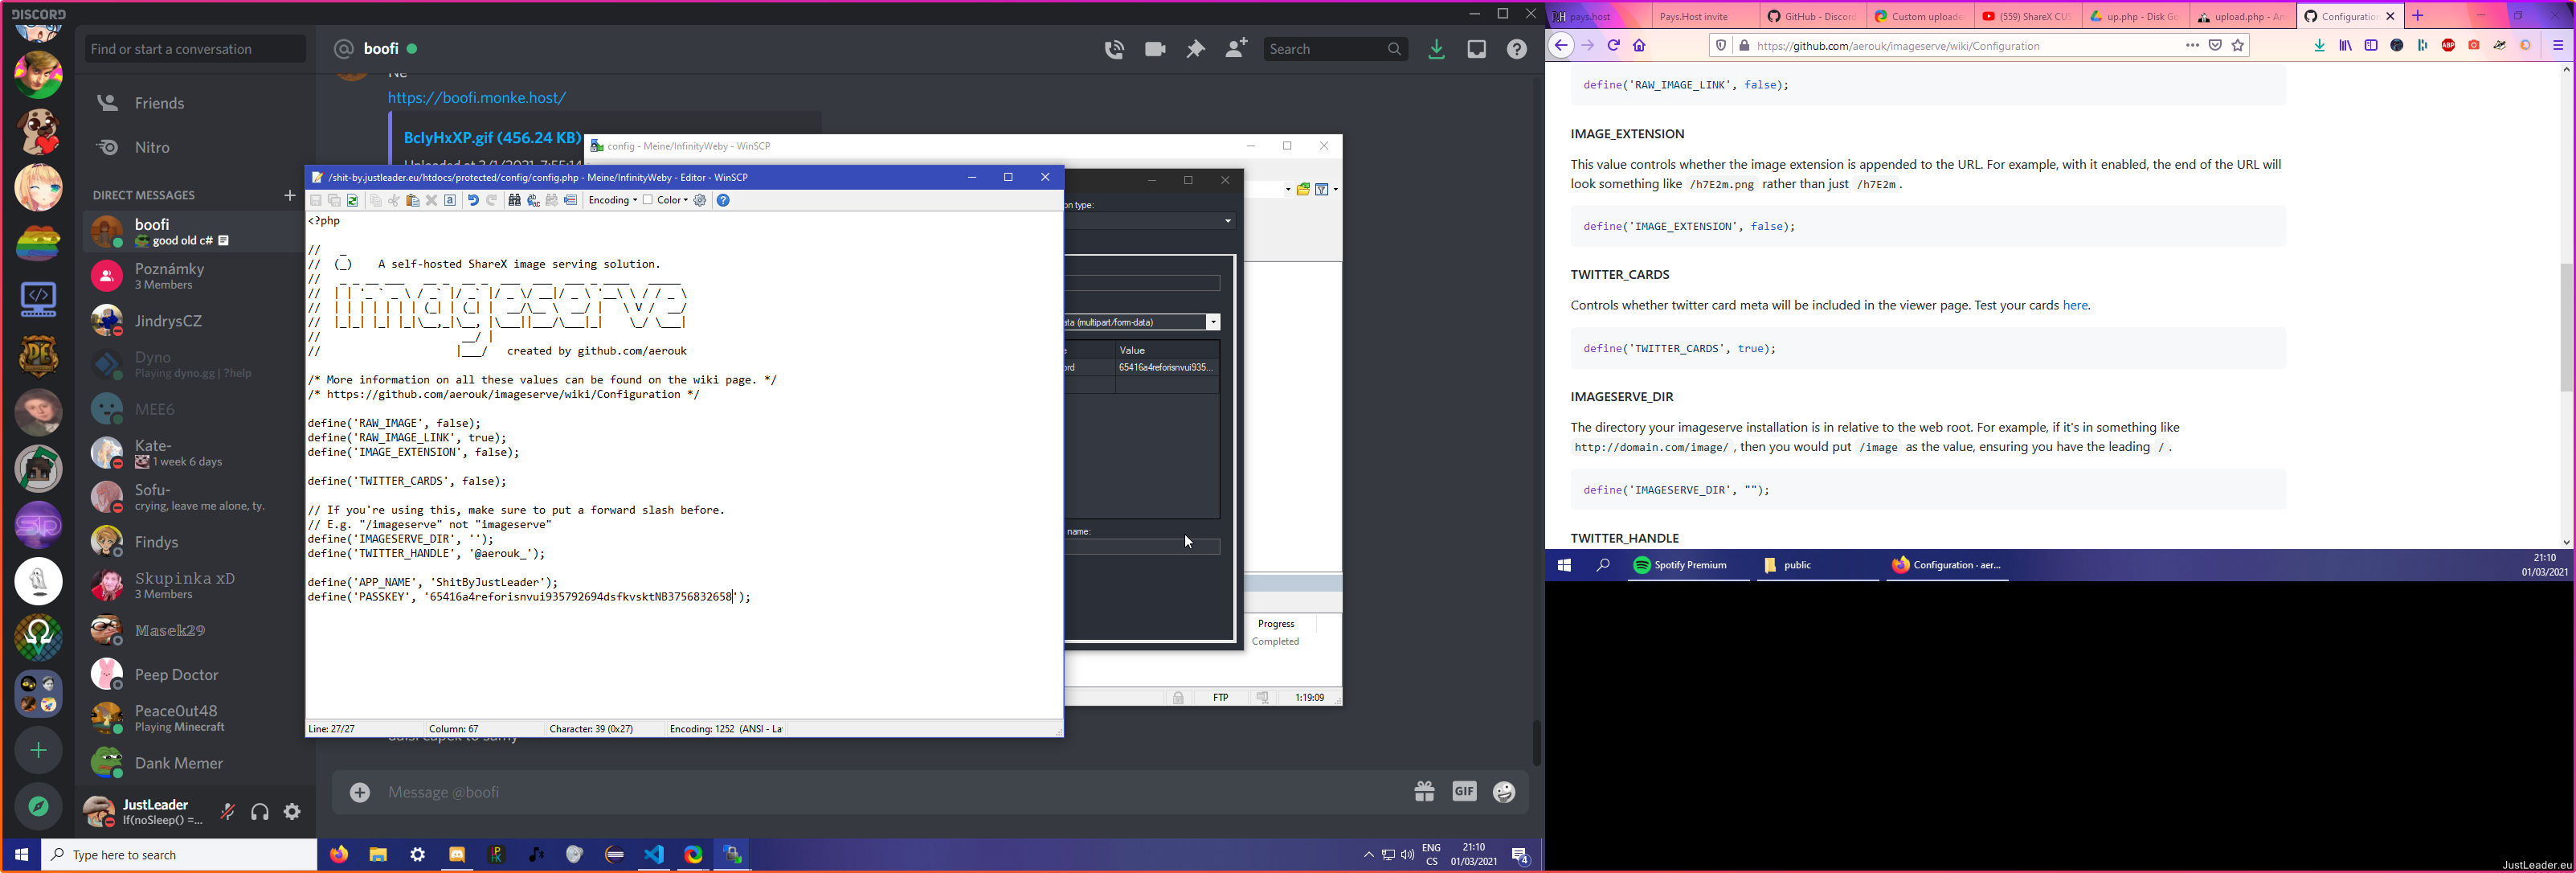 DISCORD
Find or start a conversation
Friends
Nitro
DIRECT MESSAGES
boofi
good old c#
Poznámky
3 Members
JindrysCZ
Dyno
Playing dyno.gg | ?help
MEE6
Kate-
1 week 6 days
Sofu-
crying, leave me alone, ty.
Findys
Skupinka xD
3 Members
Masek29
Peep Doctor
PeaceOut48
Playing Minecraft
Dank Memer
JustLeader
If(noSleep() =...
boofi
Search
Ne
https://boofi.monke.host/
BclyHxXP.gif (456.24 KB)
Message @boofi
GIF
config - Meine/InfinityWeby - WinSCP
on type:
ata (multipart/form-data)
Value
65416a4reforisnvui935...
name:
Progress
Completed
FTP
1:19:09
/shit-by.justleader.eu/htdocs/protected/config/config.php - Meine/InfinityWeby - Editor - WinSCP
Encoding
Color
<?php
// A self-hosted ShareX image serving solution.
// created by github.com/aerouk
/* More information on all these values can be found on the wiki page. */
/* https://github.com/aerouk/imageserve/wiki/Configuration */
define('RAW_IMAGE', false);
define('RAW_IMAGE_LINK', true);
define('IMAGE_EXTENSION', false);
define('TWITTER_CARDS', false);
// If you're using this, make sure to put a forward slash before.
// E.g. "/imageserve" not "imageserve"
define('IMAGESERVE_DIR', '');
define('TWITTER_HANDLE', '@aerouk_');
define('APP_NAME', 'ShitByJustLeader');
define('PASSKEY', '65416a4reforisnvui935792694dsfkvsktNB3756832658');
Line: 27/27
Column: 67
Character: 39 (0x27)
Encoding: 1252 (ANSI - La
Type here to search
ENG
CS
21:10
01/03/2021
4
pays.host
Pays.Host invite
GitHub - Discord
Custom uploade
(559) ShareX CUS
up.php - Disk Go
upload.php - An
Configuration
https://github.com/aerouk/imageserve/wiki/Configuration
define('RAW_IMAGE_LINK', false);
IMAGE_EXTENSION
This value controls whether the image extension is appended to the URL. For example, with it enabled, the end of the URL will
look something like /h7E2m.png rather than just /h7E2m.
define('IMAGE_EXTENSION', false);
TWITTER_CARDS
Controls whether twitter card meta will be included in the viewer page. Test your cards here.
define('TWITTER_CARDS', true);
IMAGESERVE_DIR
The directory your imageserve installation is in relative to the web root. For example, if it's in something like
http://domain.com/image/, then you would put /image as the value, ensuring you have the leading /.
define('IMAGESERVE_DIR', "");
TWITTER_HANDLE
Spotify Premium
public
Configuration - aer...
21:10
01/03/2021
JustLeader.eu